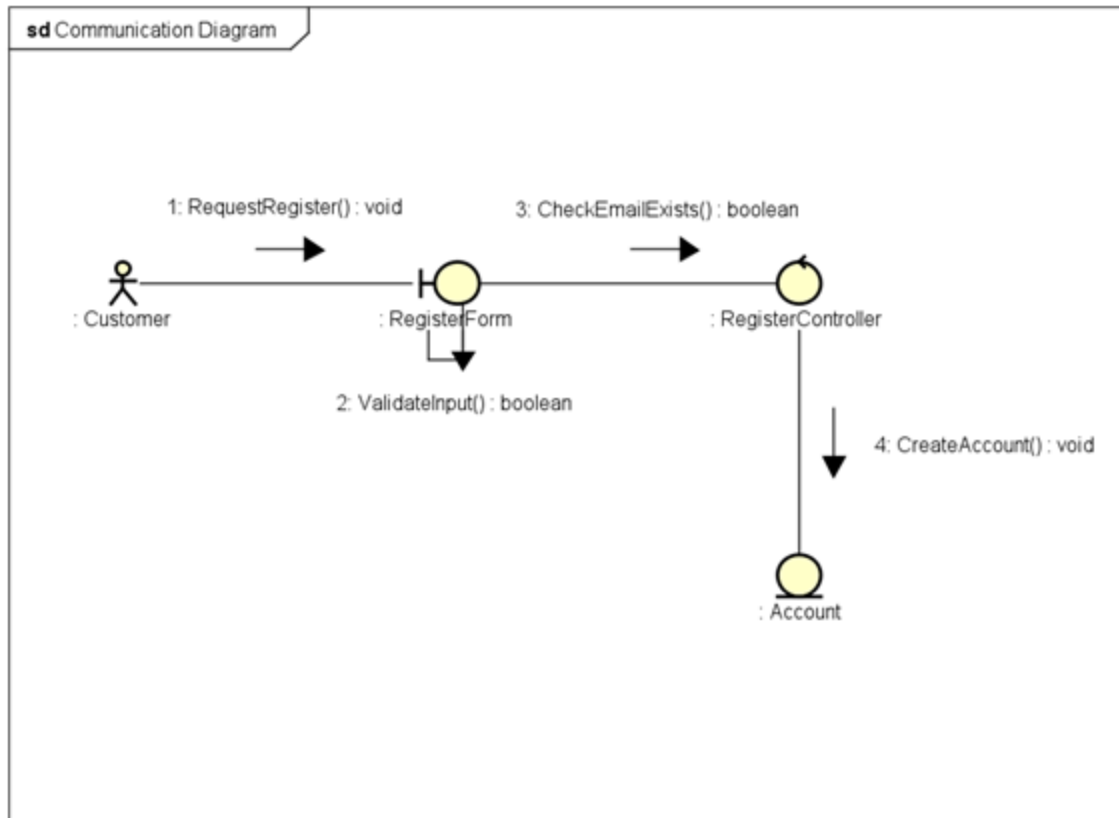 sd Communication Diagram
1: RequestRegister() : void
3: CheckEmailExists() : boolean
: Customer
: RegisterForm
: RegisterController
2: ValidateInput() : boolean
4: CreateAccount() : void
: Account